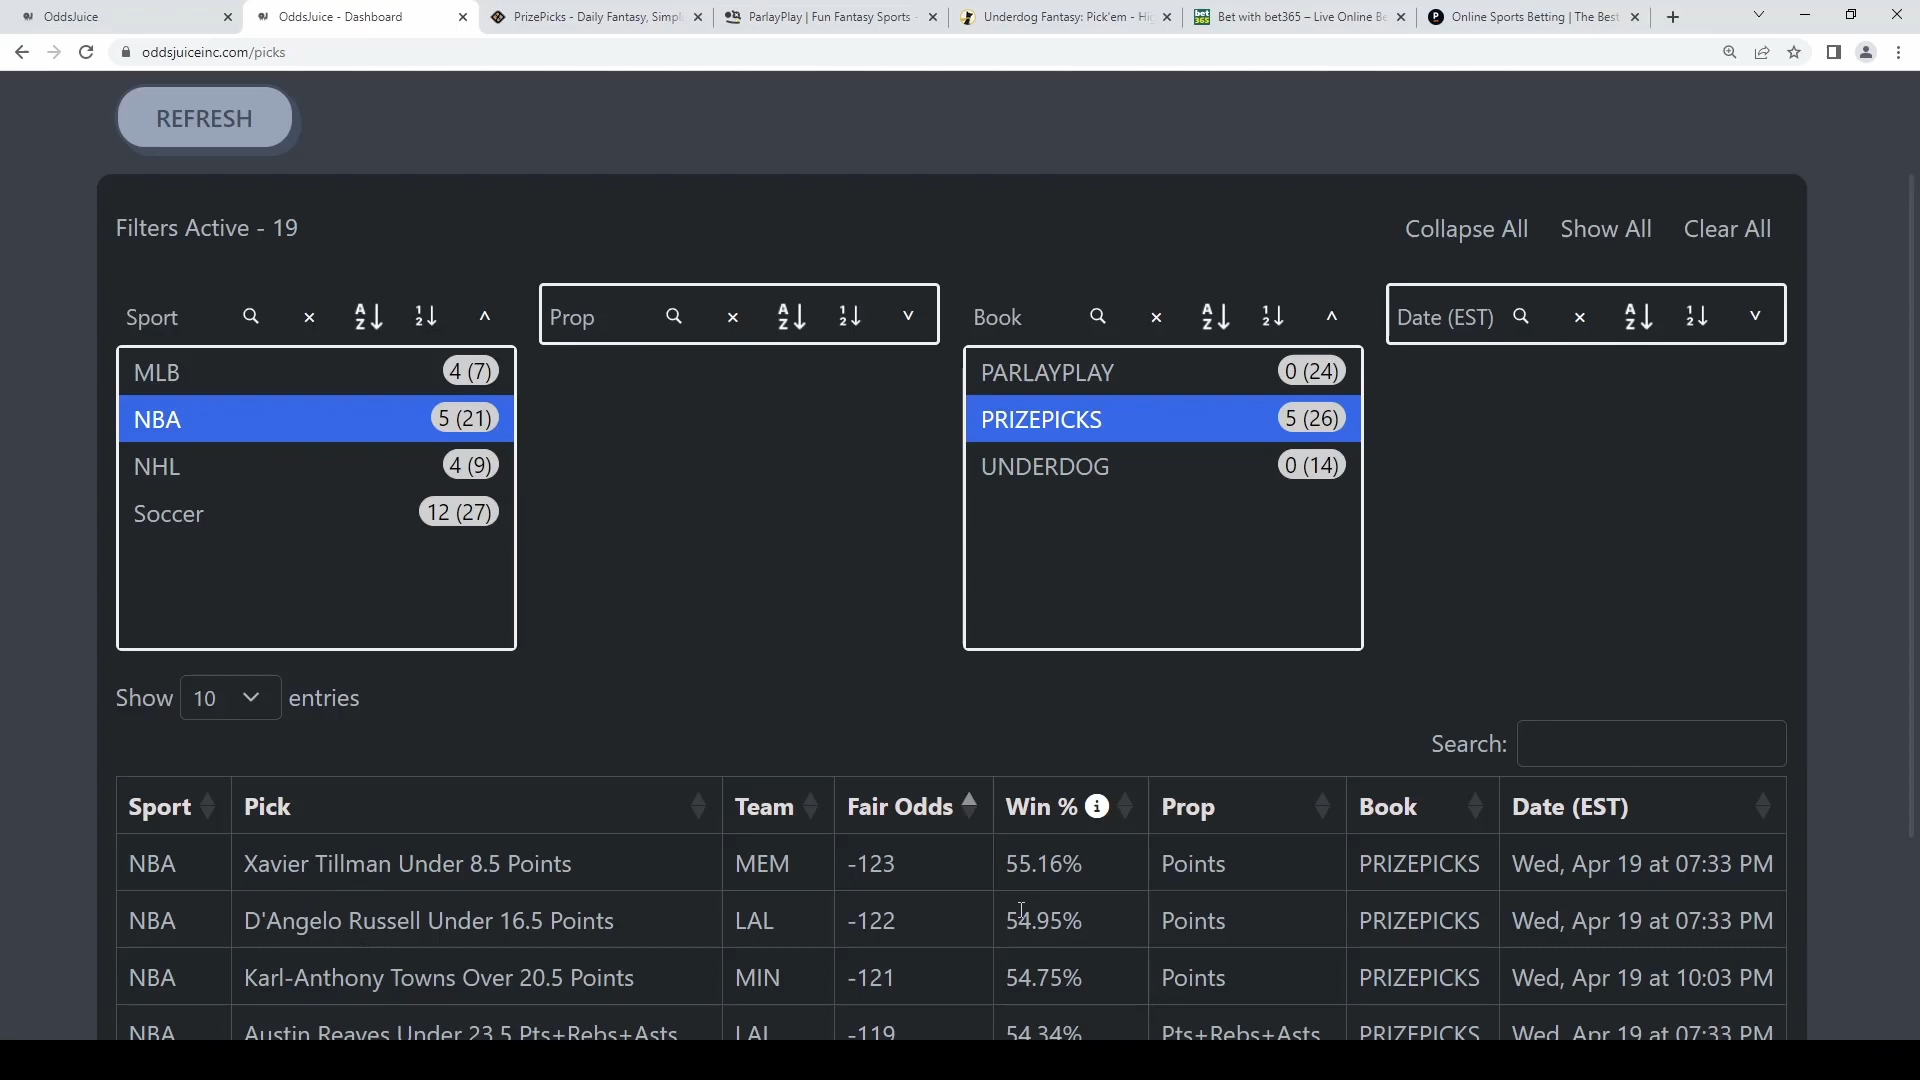 OddsJuice
OddsJuice - Dashboard
PrizePicks - Daily Fantasy, Simpl
ParlayPlay | Fun Fantasy Sports -
Underdog Fantasy: Pick'em - Hig
Bet with bet365 – Live Online Be
Online Sports Betting | The Best
oddsjuiceinc.com/picks
REFRESH
Filters Active - 19
Collapse All Show All Clear All
Sport
Prop
Book
Date (EST)
MLB 4 (7)
NBA 5 (21)
NHL 4 (9)
Soccer 12 (27)
PARLAYPLAY 0 (24)
PRIZEPICKS 5 (26)
UNDERDOG 0 (14)
Show 10 entries
Search:
Sport Pick Team Fair Odds Win % Prop Book Date (EST)
NBA Xavier Tillman Under 8.5 Points MEM -123 55.16% Points PRIZEPICKS Wed, Apr 19 at 07:33 PM
NBA D'Angelo Russell Under 16.5 Points LAL -122 54.95% Points PRIZEPICKS Wed, Apr 19 at 07:33 PM
NBA Karl-Anthony Towns Over 20.5 Points MIN -121 54.75% Points PRIZEPICKS Wed, Apr 19 at 10:03 PM
NBA Austin Reaves Under 23.5 Pts+Rebs+Asts LAL -119 54.34% Pts+Rebs+Asts PRIZEPICKS Wed, Apr 19 at 07:33 PM